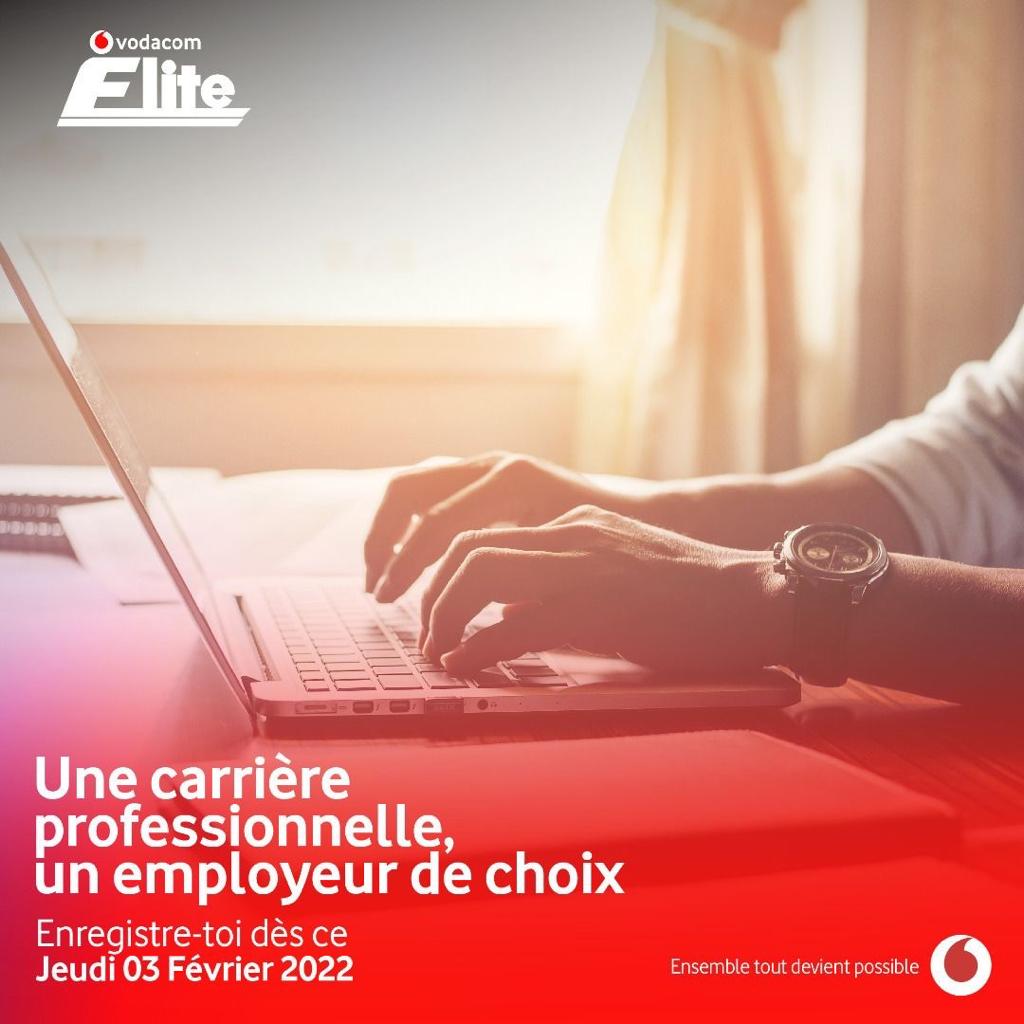 vodacom
Elite
Une carrière
professionnelle,
un employeur de choix
Enregistre-toi dès ce
Jeudi 03 Février 2022
Ensemble tout devient possible